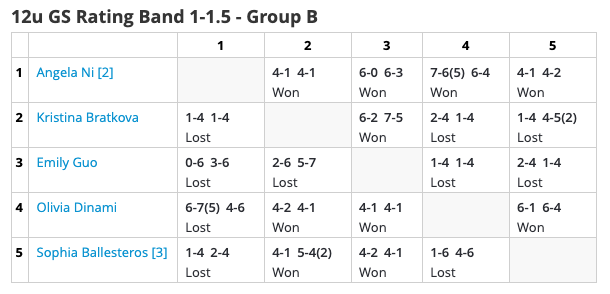 12u GS Rating Band 1-1.5 - Group B
1 2 3 4 5
1 Angela Ni [2] 4-1 4-1 6-0 6-3 7-6(5) 6-4 4-1 4-2
Won Won Won Won
2 Kristina Bratkova 1-4 1-4 6-2 7-5 2-4 1-4 1-4 4-5(2)
Lost Won Lost Lost
3 Emily Guo 0-6 3-6 2-6 5-7 1-4 1-4 2-4 1-4
Lost Lost Lost Lost
4 Olivia Dinami 6-7(5) 4-6 4-2 4-1 4-1 4-1 6-1 6-4
Lost Won Won Won
5 Sophia Ballesteros [3] 1-4 2-4 4-1 5-4(2) 4-2 4-1 1-6 4-6
Lost Won Won Lost